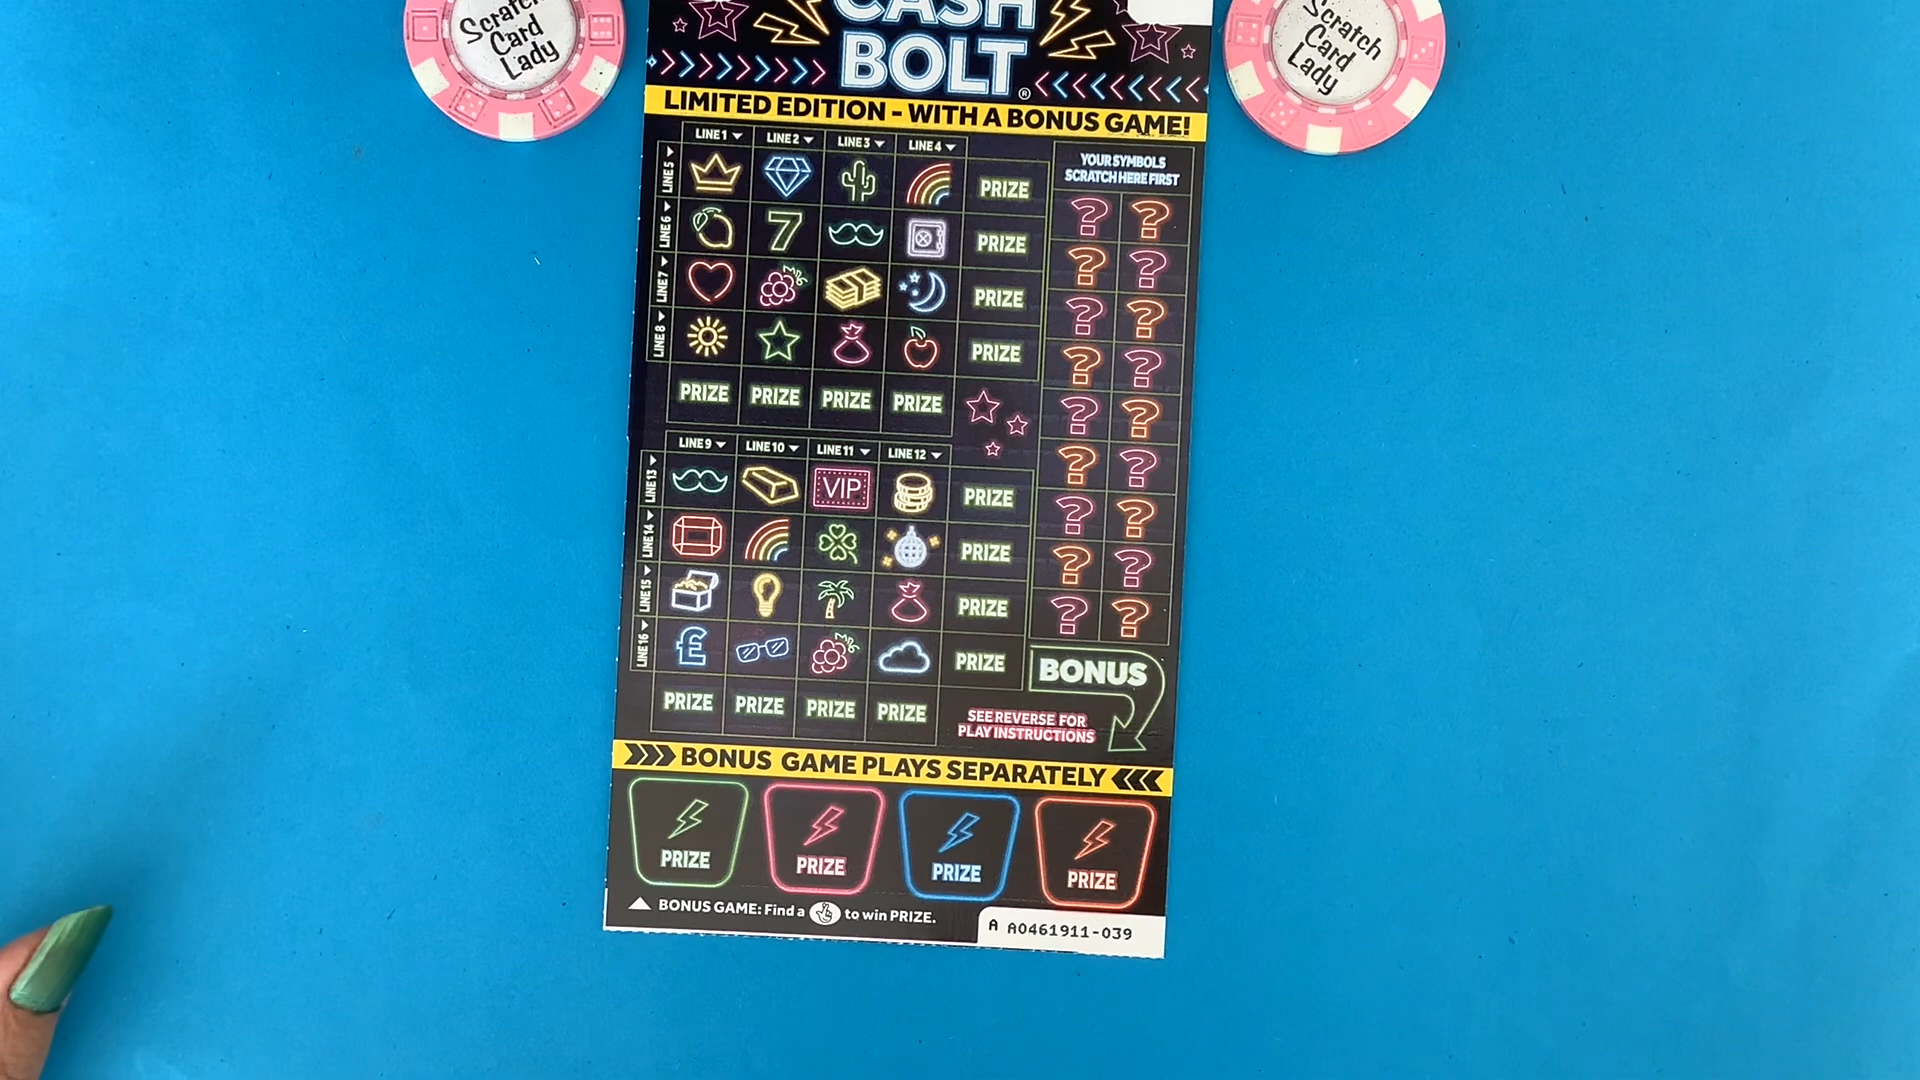 Scratch
Card
Lady
CASH
BOLT®
Scratch
Card
Lady
LIMITED EDITION - WITH A BONUS GAME!
LINE 1 LINE 2 LINE 3 LINE 4
YOUR SYMBOLS
SCRATCH HERE FIRST
LINE 5 PRIZE
? ?
LINE 6 7 PRIZE
? ?
LINE 7 PRIZE
? ?
LINE 8 PRIZE
? ?
PRIZE PRIZE PRIZE PRIZE
? ?
LINE 9 LINE 10 LINE 11 LINE 12
? ?
LINE 13 VIP PRIZE
? ?
LINE 14 PRIZE
? ?
LINE 15 PRIZE
? ?
LINE 16 £ PRIZE
BONUS
PRIZE PRIZE PRIZE PRIZE
SEE REVERSE FOR
PLAY INSTRUCTIONS
BONUS GAME PLAYS SEPARATELY
PRIZE PRIZE PRIZE PRIZE
BONUS GAME: Find a to win PRIZE.
A A0461911-039